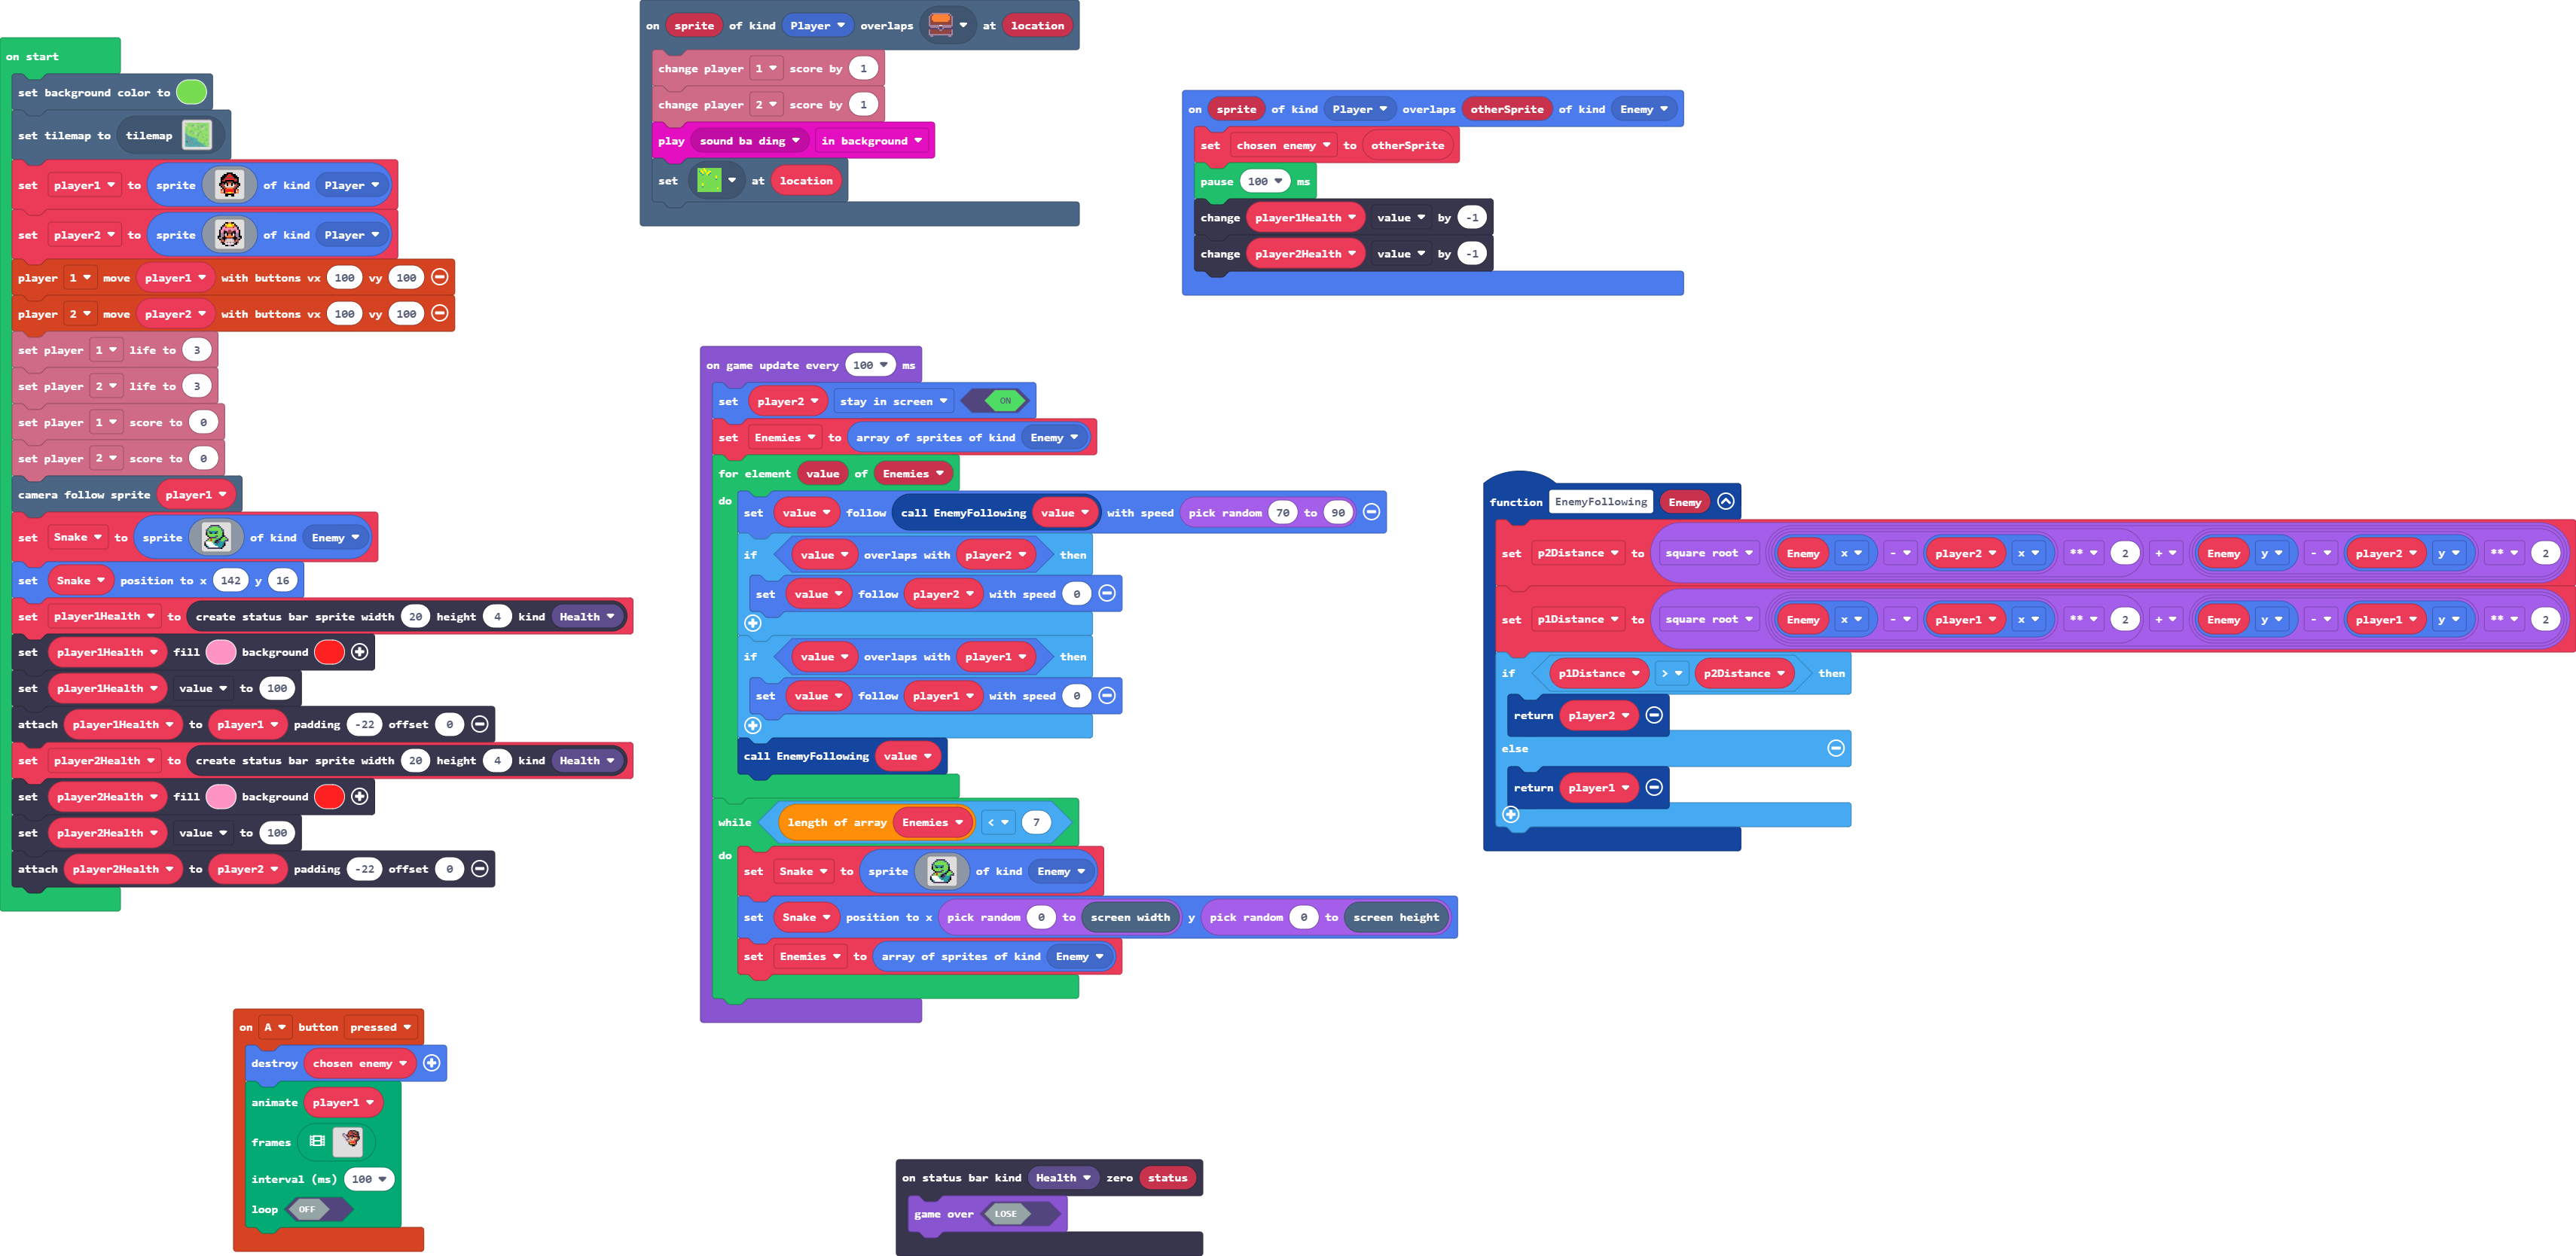 on start
set background color to
set tilemap to tilemap
set player1 to sprite of kind Player
set player2 to sprite of kind Player
player 1 move player1 with buttons vx 100 vy 100
player 2 move player2 with buttons vx 100 vy 100
set player 1 life to 3
set player 2 life to 3
set player 1 score to 0
set player 2 score to 0
camera follow sprite player1
set Snake to sprite of kind Enemy
set Snake position to x 142 y 16
set player1Health to create status bar sprite width 20 height 4 kind Health
set player1Health fill background
set player1Health value to 100
attach player1Health to player1 padding -22 offset 0
set player2Health to create status bar sprite width 20 height 4 kind Health
set player2Health fill background
set player2Health value to 100
attach player2Health to player2 padding -22 offset 0
on sprite of kind Player overlaps at location
change player 1 score by 1
change player 2 score by 1
play sound ba ding in background
set at location
on sprite of kind Player overlaps otherSprite of kind Enemy
set chosen enemy to otherSprite
pause 100 ms
change player1Health value by -1
change player2Health value by -1
on game update every 100 ms
set player2 stay in screen ON
set Enemies to array of sprites of kind Enemy
for element value of Enemies
do
set value follow call EnemyFollowing value with speed pick random 70 to 90
if value overlaps with player2 then
set value follow player2 with speed 0
if value overlaps with player1 then
set value follow player1 with speed 0
call EnemyFollowing value
while length of array Enemies < 7
do
set Snake to sprite of kind Enemy
set Snake position to x pick random 0 to screen width y pick random 0 to screen height
set Enemies to array of sprites of kind Enemy
function EnemyFollowing Enemy
set p2Distance to square root Enemy x - player2 x ** 2 + Enemy y - player2 y ** 2
set p1Distance to square root Enemy x - player1 x ** 2 + Enemy y - player1 y ** 2
if p1Distance > p2Distance then
return player2
else
return player1
on A button pressed
destroy chosen enemy
animate player1
frames
interval (ms) 100
loop OFF
on status bar kind Health zero status
game over LOSE